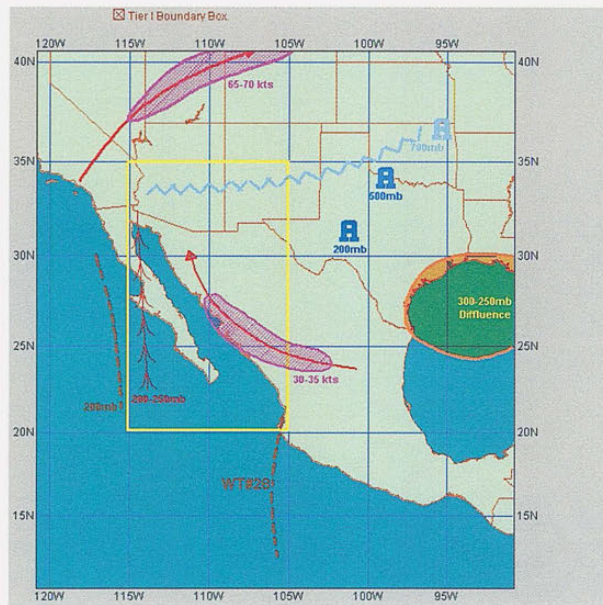 Tier I Boundary Box
120W 115W 110W 105W 100W 95W
40N 40N
65-70 kts
700mb
35N 35N
500mb
200mb
30N 30N
300-250mb
Diffluence
25N 25N
30-35 kts
200-250mb
200mb
20N 20N
WT#28
15N 15N
120W 115W 110W 105W 100W 95W